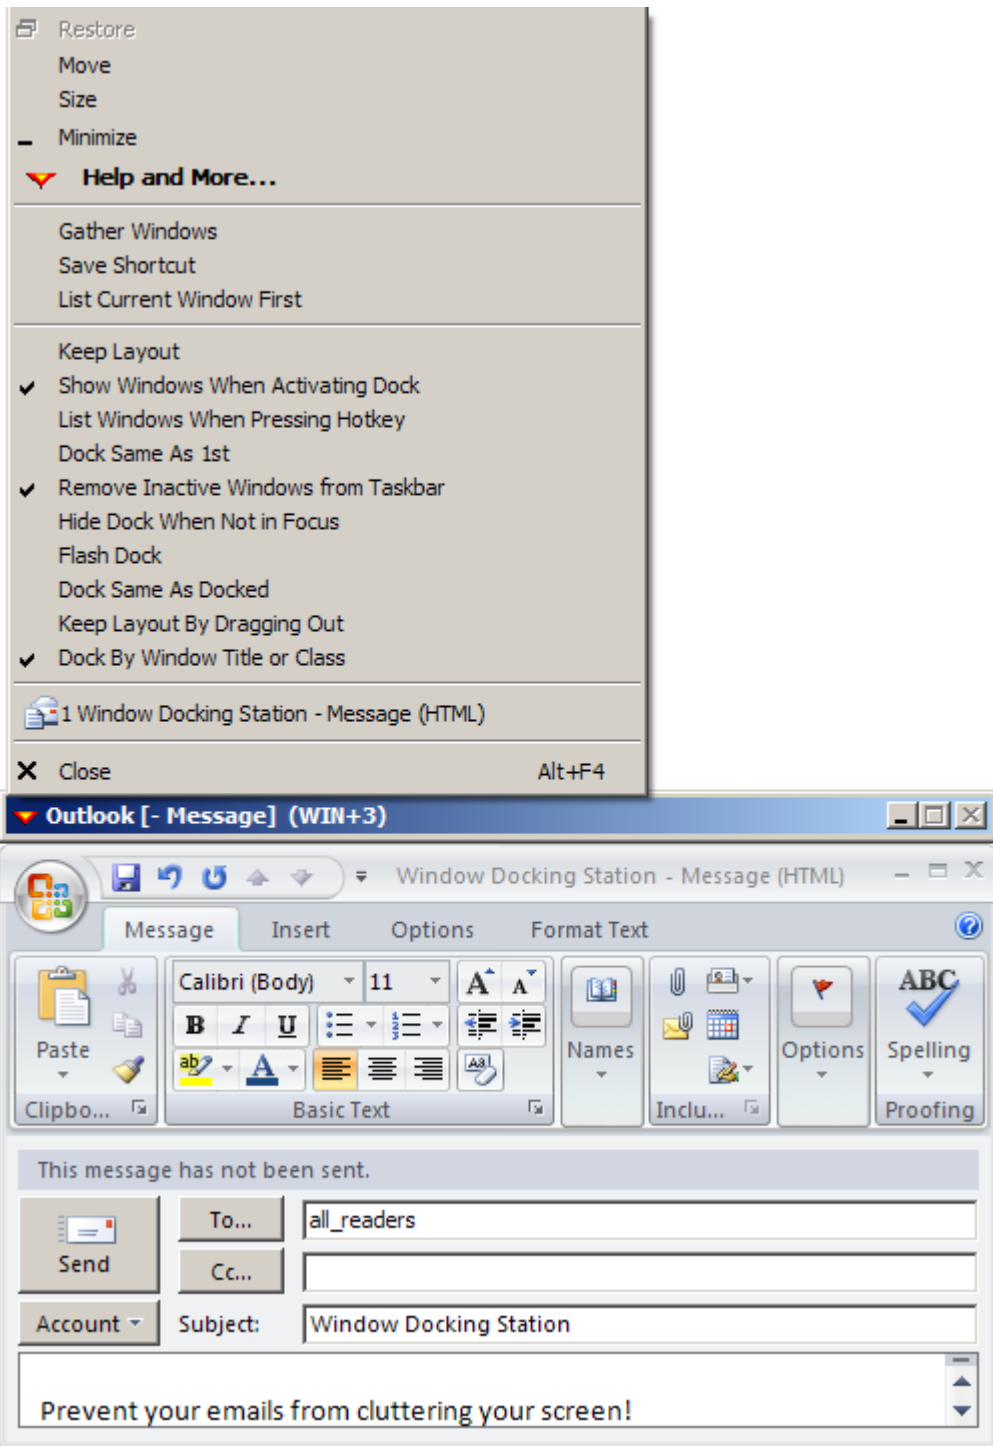 Restore
Move
Size
Minimize
Help and More...
Gather Windows
Save Shortcut
List Current Window First
Keep Layout
Show Windows When Activating Dock
List Windows When Pressing Hotkey
Dock Same As 1st
Remove Inactive Windows from Taskbar
Hide Dock When Not in Focus
Flash Dock
Dock Same As Docked
Keep Layout By Dragging Out
Dock By Window Title or Class
1 Window Docking Station - Message (HTML)
Close Alt+F4
Outlook [- Message] (WIN+3)
Window Docking Station - Message (HTML)
Message Insert Options Format Text
Calibri (Body) 11 A A ABC
B I U
Paste Names Options Spelling
ab A Aa
Clipbo... Basic Text Inclu... Proofing
This message has not been sent.
To... all_readers
Send
Cc...
Account Subject: Window Docking Station
Prevent your emails from cluttering your screen!